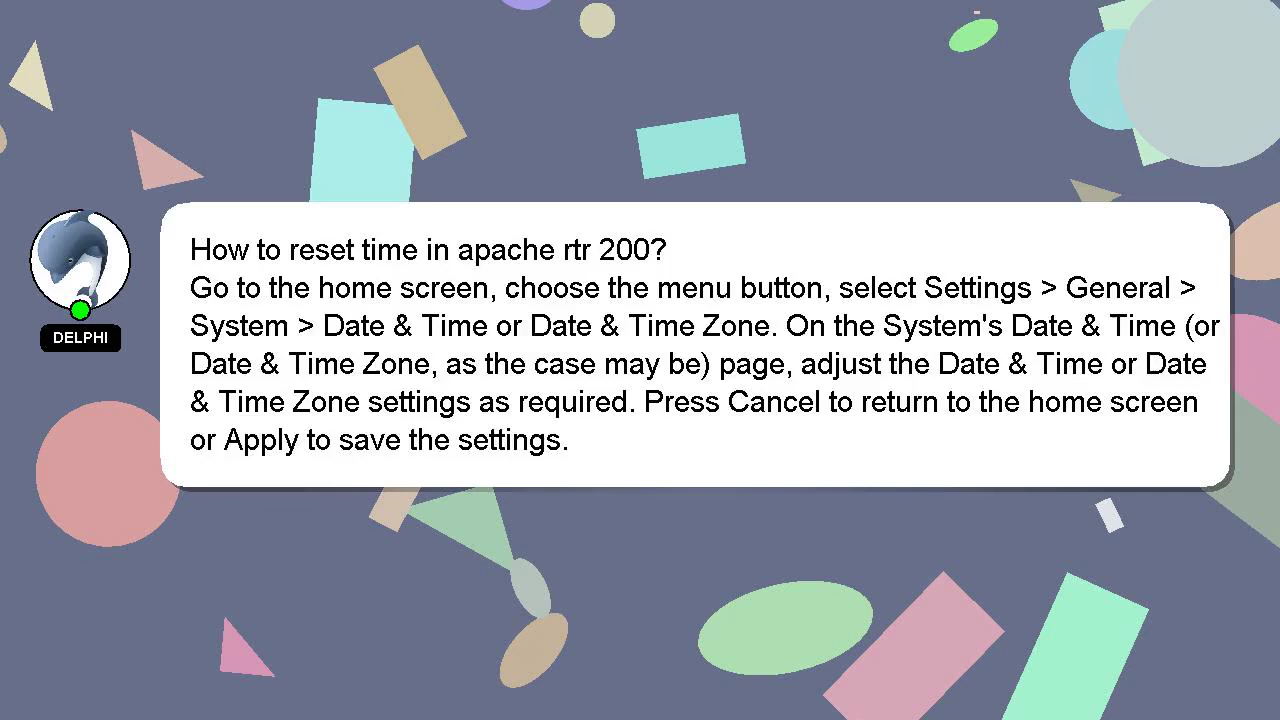 How to reset time in apache rtr 200?
Go to the home screen, choose the menu button, select Settings > General >
System > Date & Time or Date & Time Zone. On the System's Date & Time (or
Date & Time Zone, as the case may be) page, adjust the Date & Time or Date
& Time Zone settings as required. Press Cancel to return to the home screen
or Apply to save the settings.
DELPHI